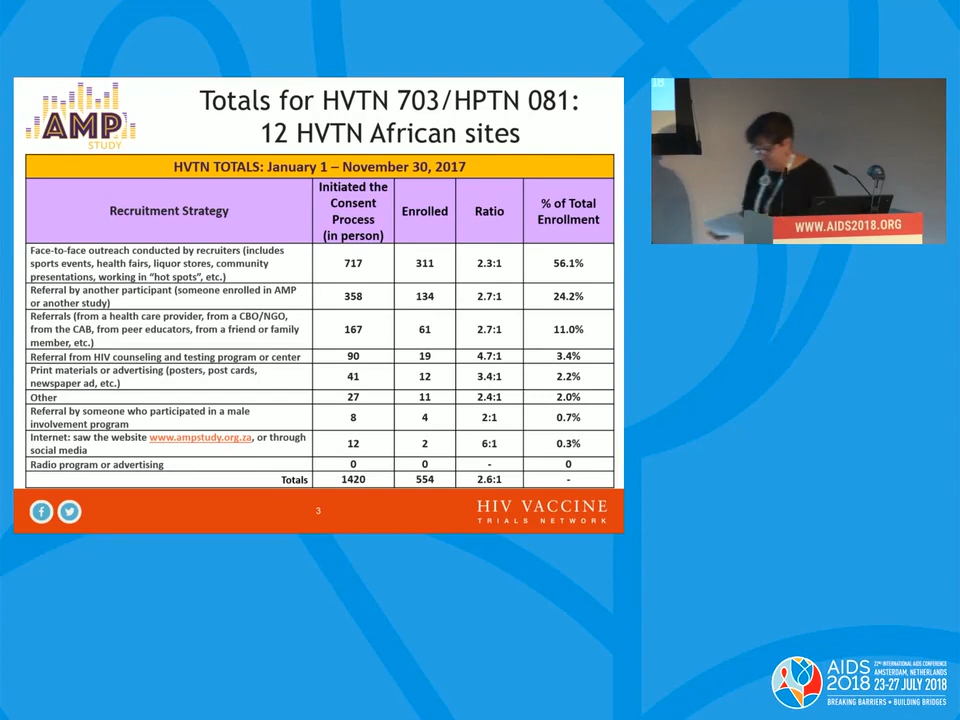 AMP
STUDY
Totals for HVTN 703/HPTN 081:
12 HVTN African sites
HVTN TOTALS: January 1 – November 30, 2017
Recruitment Strategy
Initiated the
Consent
Process
(in person)
Enrolled
Ratio
% of Total
Enrollment
Face-to-face outreach conducted by recruiters (includes
sports events, health fairs, liquor stores, community
presentations, working in “hot spots”, etc.)
717 311 2.3:1 56.1%
Referral by another participant (someone enrolled in AMP
or another study)
358 134 2.7:1 24.2%
Referrals (from a health care provider, from a CBO/NGO,
from the CAB, from peer educators, from a friend or family
member, etc.)
167 61 2.7:1 11.0%
Referral from HIV counseling and testing program or center 90 19 4.7:1 3.4%
Print materials or advertising (posters, post cards,
newspaper ad, etc.)
41 12 3.4:1 2.2%
Other 27 11 2.4:1 2.0%
Referral by someone who participated in a male
involvement program
8 4 2:1 0.7%
Internet: saw the website www.ampstudy.org.za, or through
social media
12 2 6:1 0.3%
Radio program or advertising 0 0 - 0
Totals 1420 554 2.6:1 -
3
HIV VACCINE
TRIALS NETWORK
18
WWW.AIDS2018.ORG
AIDS
2018
22ND INTERNATIONAL AIDS CONFERENCE
AMSTERDAM, NETHERLANDS
23-27 JULY 2018
BREAKING BARRIERS • BUILDING BRIDGES